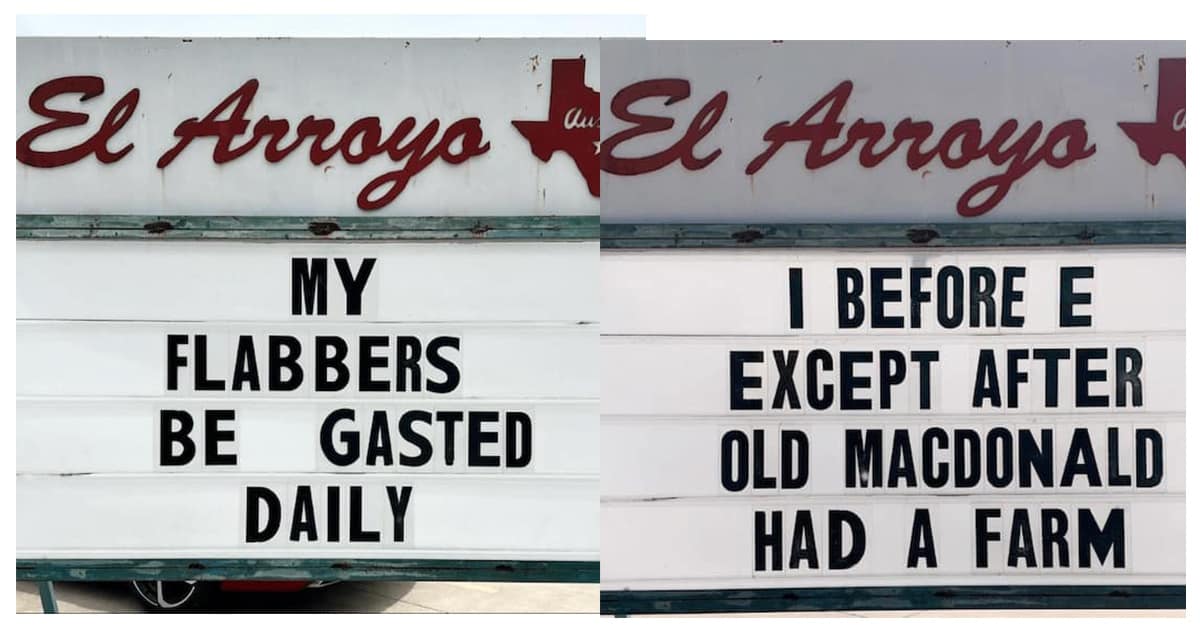 El Arroyo
MY
FLABBERS
BE GASTED
DAILY
El Arroyo
I BEFORE E
EXCEPT AFTER
OLD MACDONALD
HAD A FARM